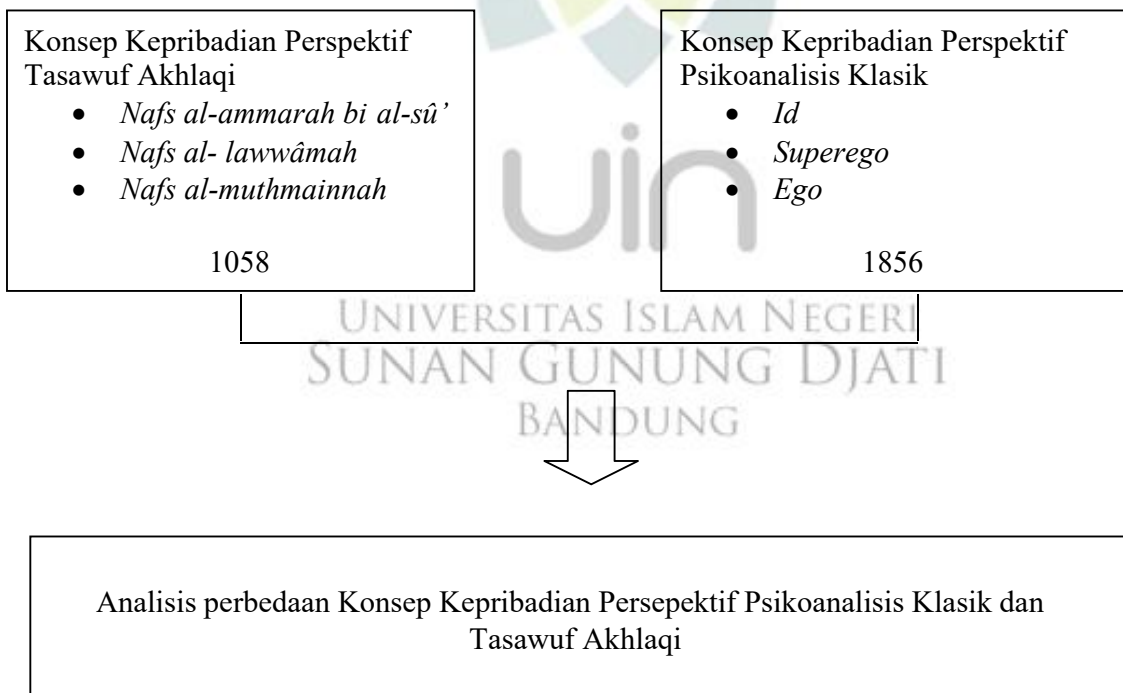 Konsep Kepribadian Perspektif
Tasawuf Akhlaqi
• Nafs al-ammarah bi al-sû’
• Nafs al- lawwâmah
• Nafs al-muthmainnah
1058
Konsep Kepribadian Perspektif
Psikoanalisis Klasik
• Id
• Superego
• Ego
1856
uin
UNIVERSITAS ISLAM NEGERI
SUNAN GUNUNG DJATI
BANDUNG
Analisis perbedaan Konsep Kepribadian Persepektif Psikoanalisis Klasik dan
Tasawuf Akhlaqi